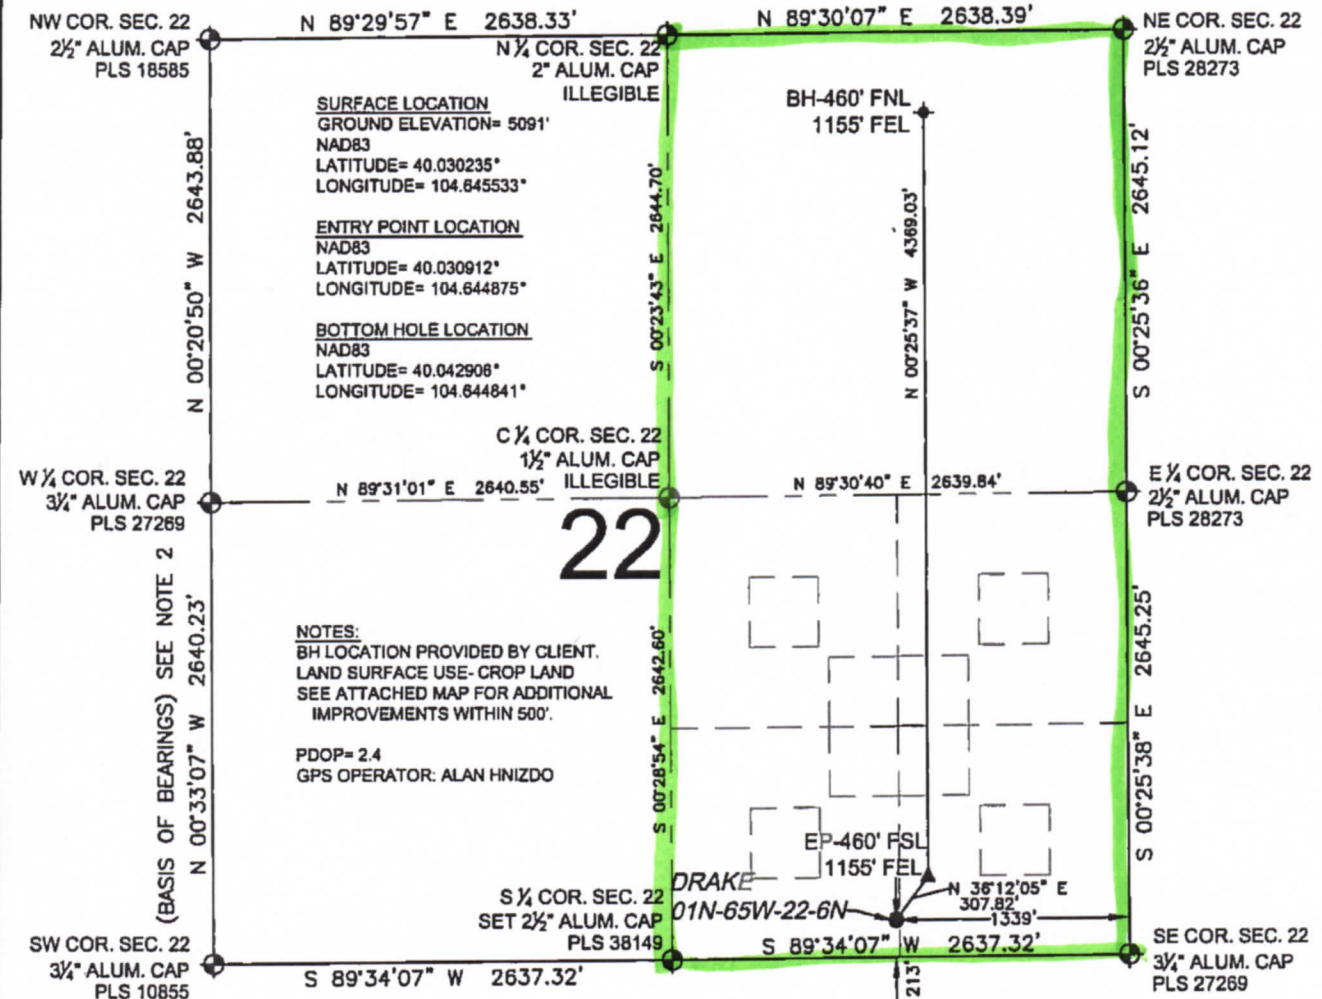 NW COR. SEC. 22
2½" ALUM. CAP
PLS 18585
N 89°29'57" E 2638.33'
N ¼ COR. SEC. 22
2" ALUM. CAP
ILLEGIBLE
N 89°30'07" E 2638.39'
NE COR. SEC. 22
2½" ALUM. CAP
PLS 28273
SURFACE LOCATION
GROUND ELEVATION= 5091'
NAD83
LATITUDE= 40.030235°
LONGITUDE= 104.645533°
ENTRY POINT LOCATION
NAD83
LATITUDE= 40.030912°
LONGITUDE= 104.644875°
BOTTOM HOLE LOCATION
NAD83
LATITUDE= 40.042906°
LONGITUDE= 104.644841°
BH-460' FNL
1155' FEL
N 00°20'50" W 2643.88'
S 00°23'43" E 2644.70'
N 00°25'37" W 4369.03'
S 00°25'36" E 2645.12'
C ¼ COR. SEC. 22
1½" ALUM. CAP
ILLEGIBLE
W ¼ COR. SEC. 22
3¼" ALUM. CAP
PLS 27269
N 89°31'01" E 2640.55'
N 89°30'40" E 2639.84'
E ¼ COR. SEC. 22
2½" ALUM. CAP
PLS 28273
22
(BASIS OF BEARINGS) SEE NOTE 2
N 00°33'07" W 2640.23'
NOTES:
BH LOCATION PROVIDED BY CLIENT.
LAND SURFACE USE- CROP LAND
SEE ATTACHED MAP FOR ADDITIONAL
IMPROVEMENTS WITHIN 500'.
PDOP= 2.4
GPS OPERATOR: ALAN HNIZDO
S 00°28'54" E 2642.60'
S 00°25'38" E 2645.25'
EP-460' FSL
1155' FEL
N 36°12'05" E
307.82'
1339'
DRAKE
01N-65W-22-6N
S ¼ COR. SEC. 22
SET 2½" ALUM. CAP
PLS 38149
SW COR. SEC. 22
3¼" ALUM. CAP
PLS 10855
S 89°34'07" W 2637.32'
S 89°34'07" W 2637.32'
213'
SE COR. SEC. 22
3¼" ALUM. CAP
PLS 27269